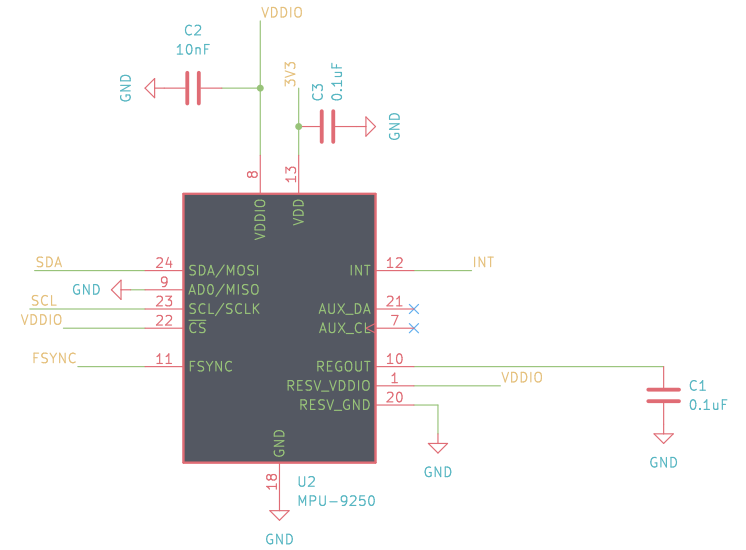 VDDIO
C2
10nF
GND
3V3
C3
0.1uF
GND
8
13
VDDIO
VDD
SDA
24
SDA/MOSI
INT
12
INT
GND
9
AD0/MISO
SCL
23
SCL/SCLK
AUX_DA
21
VDDIO
22
CS
AUX_CL
7
FSYNC
11
FSYNC
REGOUT
10
RESV_VDDIO
1
VDDIO
C1
0.1uF
RESV_GND
20
GND
GND
GND
18
U2
MPU-9250
GND